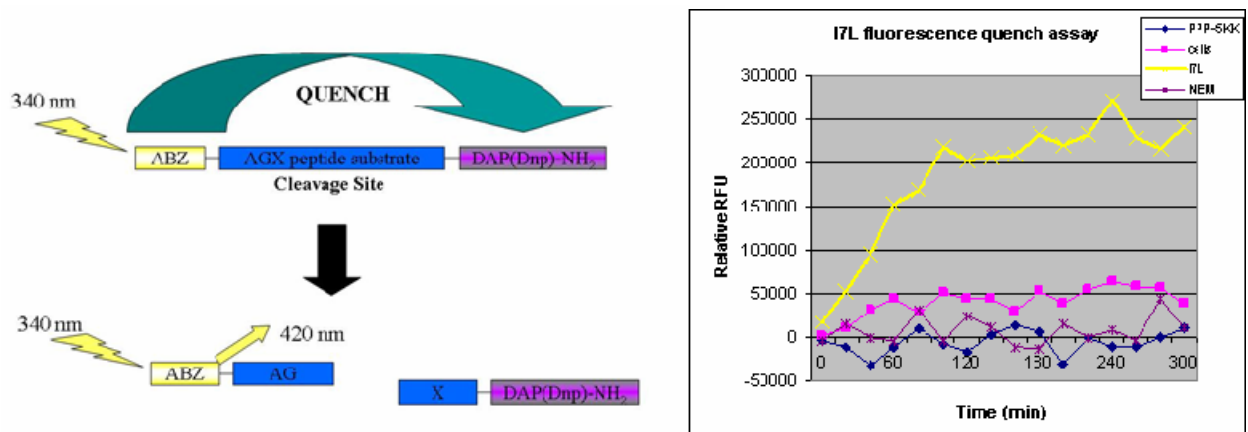 340 nm
QUENCH
ABZ
AGX peptide substrate
DAP(Dnp)-NH2
Cleavage Site
340 nm
420 nm
ABZ
AG
X
DAP(Dnp)-NH2
I7L fluorescence quench assay
cells
I7L
NEM
300000
250000
200000
150000
100000
50000
0
-50000
Relative RFU
0 60 120 180 240 300
Time (min)